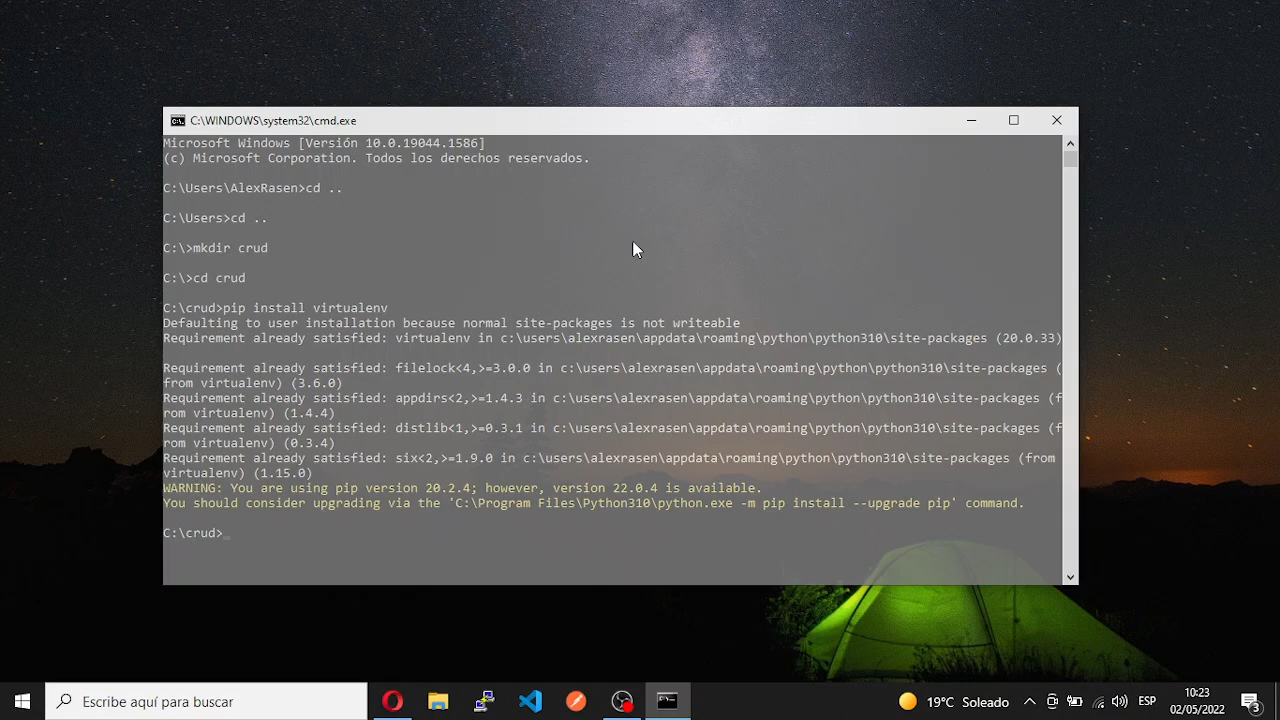 C:\WINDOWS\system32\cmd.exe
Microsoft Windows [Versión 10.0.19044.1586]
(c) Microsoft Corporation. Todos los derechos reservados.
C:\Users\AlexRasen>cd ..
C:\Users>cd ..
C:\>mkdir crud
C:\>cd crud
C:\crud>pip install virtualenv
Defaulting to user installation because normal site-packages is not writeable
Requirement already satisfied: virtualenv in c:\users\alexrasen\appdata\roaming\python\python310\site-packages (20.0.33)
Requirement already satisfied: filelock<4,>=3.0.0 in c:\users\alexrasen\appdata\roaming\python\python310\site-packages (
from virtualenv) (3.6.0)
Requirement already satisfied: appdirs<2,>=1.4.3 in c:\users\alexrasen\appdata\roaming\python\python310\site-packages (f
rom virtualenv) (1.4.4)
Requirement already satisfied: distlib<1,>=0.3.1 in c:\users\alexrasen\appdata\roaming\python\python310\site-packages (f
rom virtualenv) (0.3.4)
Requirement already satisfied: six<2,>=1.9.0 in c:\users\alexrasen\appdata\roaming\python\python310\site-packages (from
virtualenv) (1.15.0)
WARNING: You are using pip version 20.2.4; however, version 22.0.4 is available.
You should consider upgrading via the 'C:\Program Files\Python310\python.exe -m pip install --upgrade pip' command.
C:\crud>
Escribe aquí para buscar
19°C Soleado
ESP
10:23
02/05/2022
3